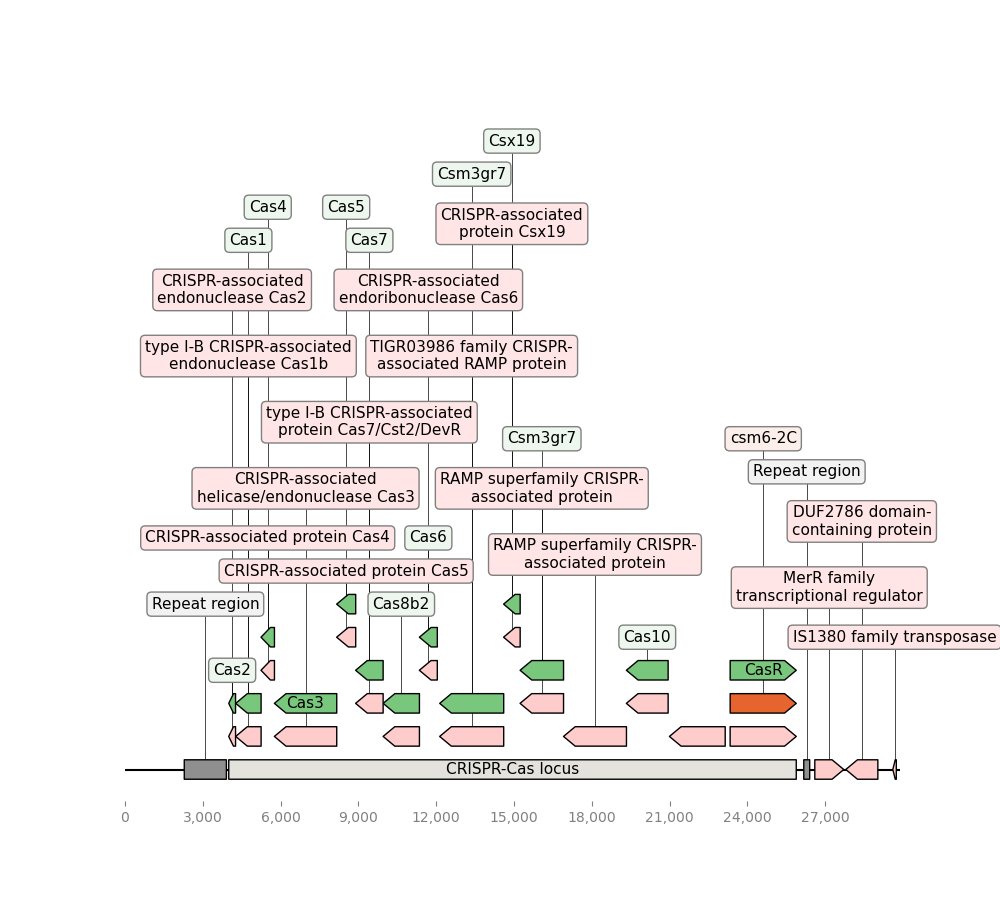 Csx19
Csm3gr7
Cas4
Cas5
CRISPR-associated
protein Csx19
Cas1
Cas7
CRISPR-associated
endonuclease Cas2
CRISPR-associated
endoribonuclease Cas6
type I-B CRISPR-associated
endonuclease Cas1b
TIGR03986 family CRISPR-
associated RAMP protein
type I-B CRISPR-associated
protein Cas7/Cst2/DevR
Csm3gr7
csm6-2C
Repeat region
CRISPR-associated
helicase/endonuclease Cas3
RAMP superfamily CRISPR-
associated protein
DUF2786 domain-
containing protein
CRISPR-associated protein Cas4
Cas6
RAMP superfamily CRISPR-
associated protein
CRISPR-associated protein Cas5
MerR family
transcriptional regulator
Repeat region
Cas8b2
Cas10
IS1380 family transposase
Cas2
CasR
Cas3
CRISPR-Cas locus
0
3,000
6,000
9,000
12,000
15,000
18,000
21,000
24,000
27,000